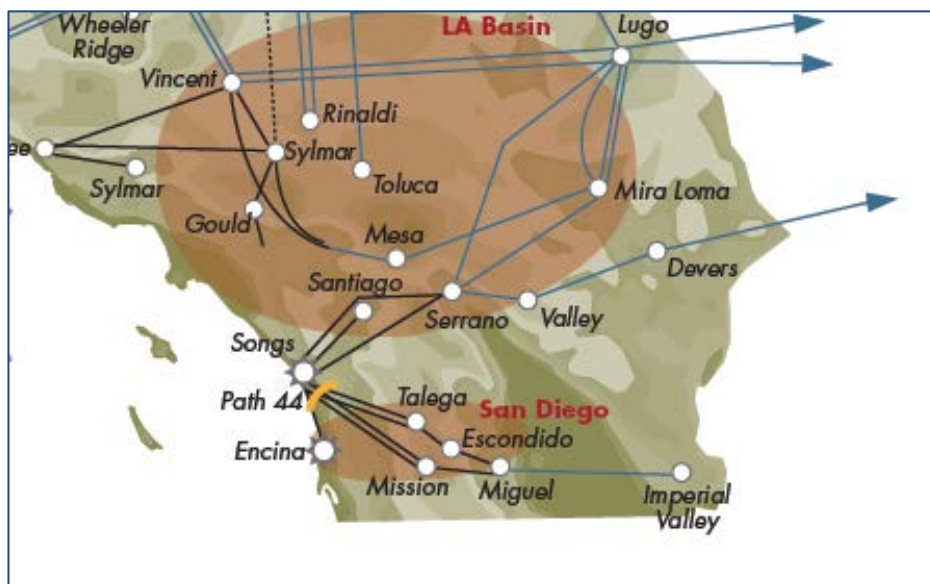 Wheeler
Ridge
LA Basin
Lugo
Vincent
Rinaldi
ee
Sylmar
Sylmar
Toluca
Mira Loma
Gould
Mesa
Devers
Santiago
Serrano
Valley
Songs
Path 44
Talega
San Diego
Escondido
Encina
Mission
Miguel
Imperial
Valley